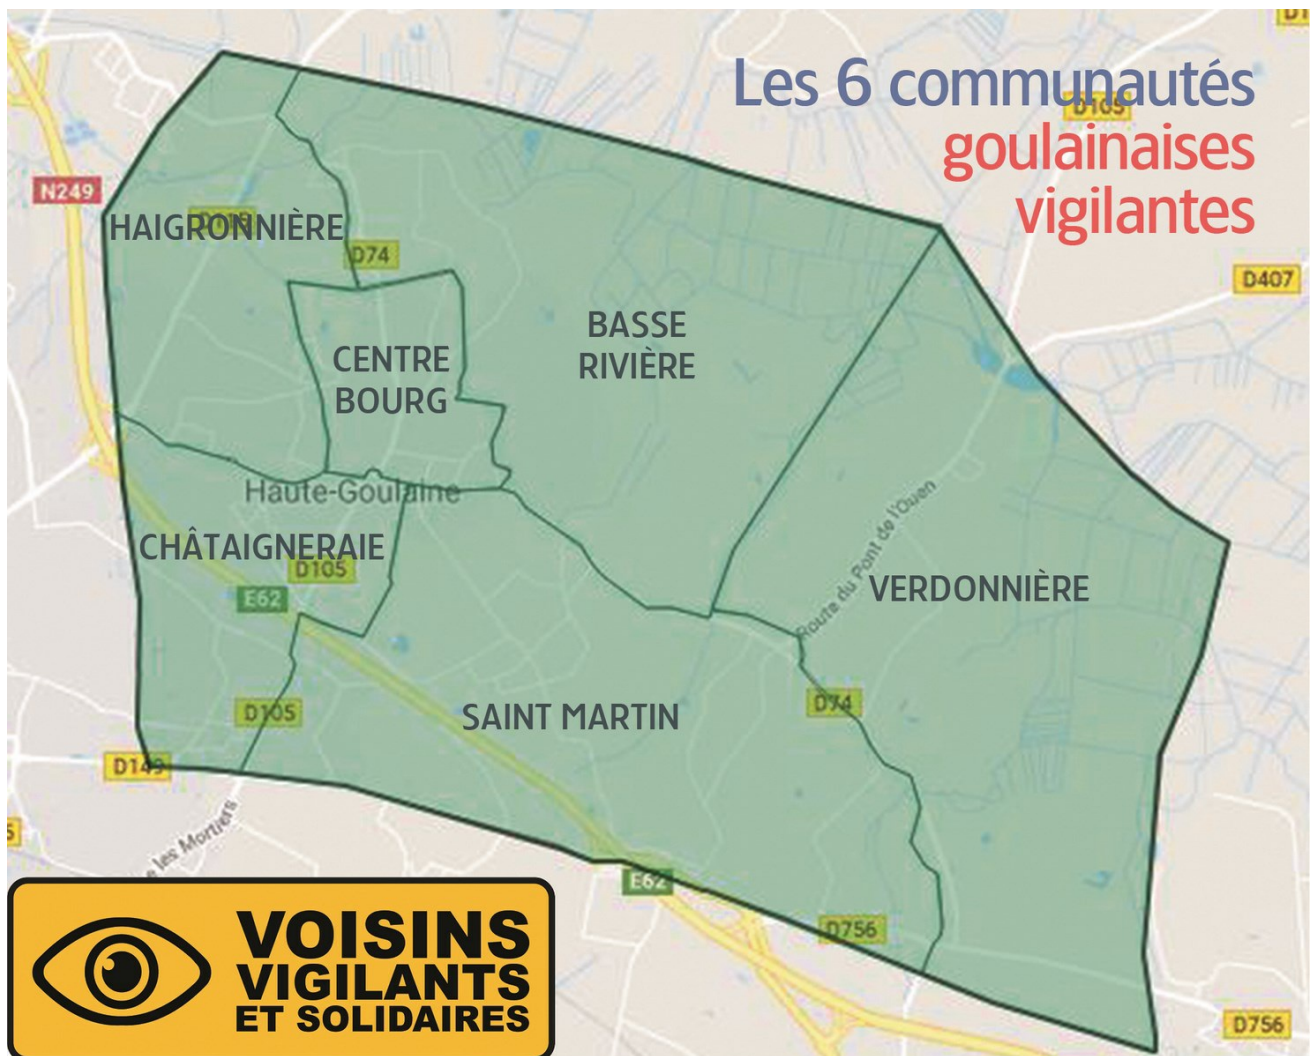 Les 6 communautés
goulainaises
vigilantes
D105
N249
HAIGRONNIÈRE
D74
D407
BASSE
RIVIÈRE
CENTRE
BOURG
Haute-Goulaine
CHÂTAIGNERAIE
D105
E62
Route du Pont de l'Ouen
VERDONNIÈRE
D74
SAINT MARTIN
D105
D149
e les Mortiers
E62
D756
D756
VOISINS
VIGILANTS
ET SOLIDAIRES